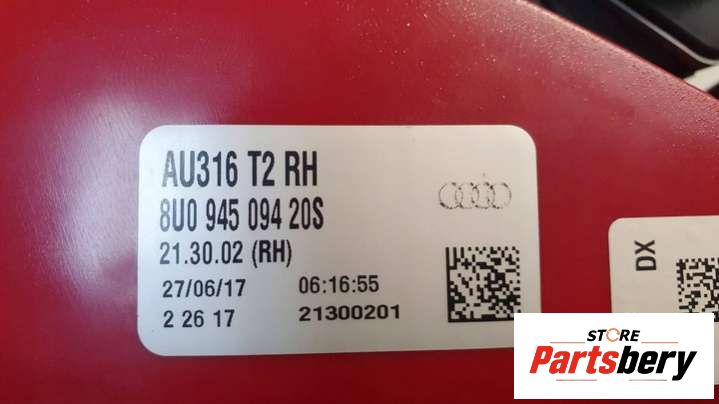 AU316 T2 RH
8U0 945 094 20S
21.30.02 (RH)
27/06/17 06:16:55
2 26 17 21300201
DX
STORE
Partsbery